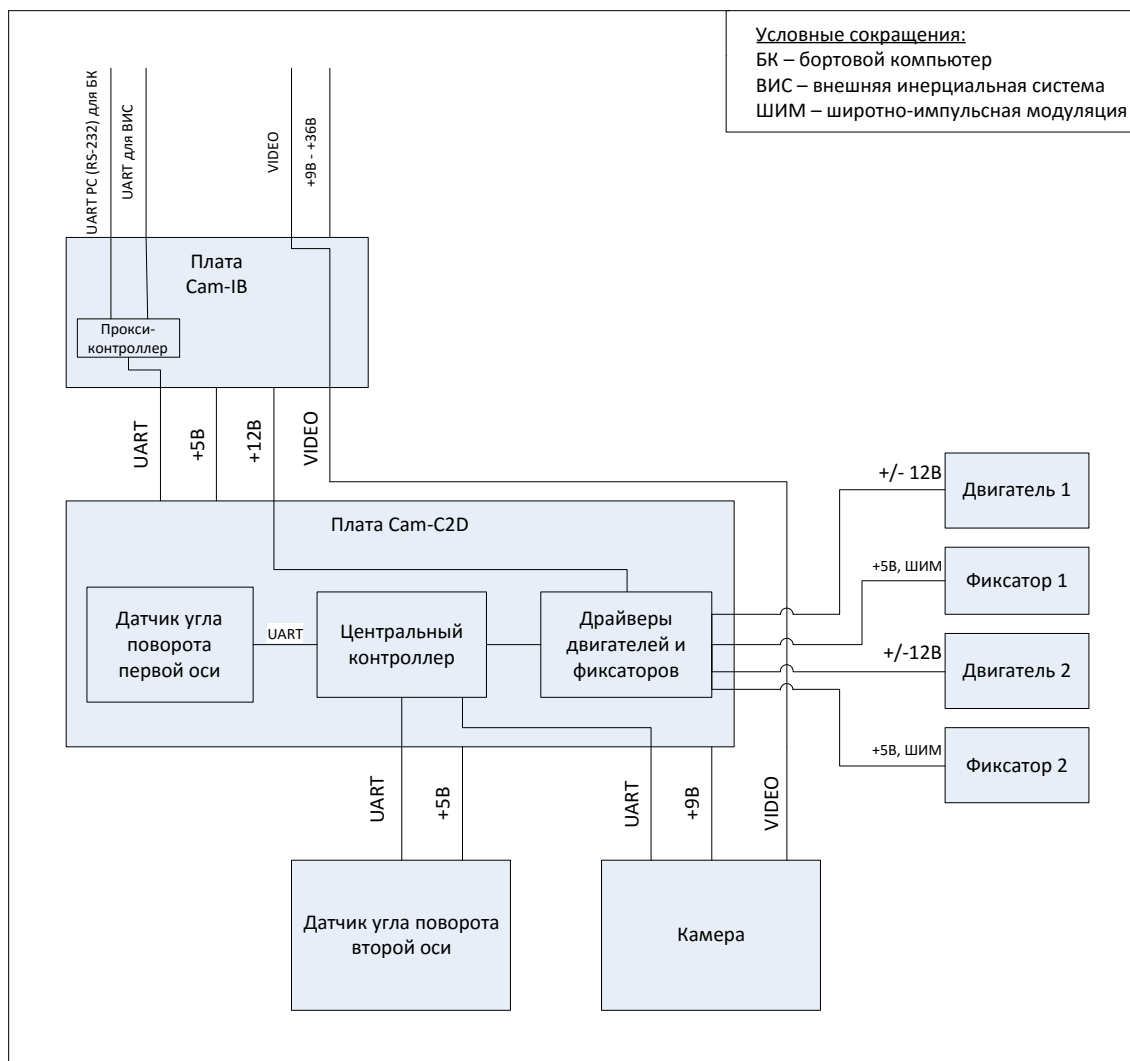 Условные сокращения:
БК – бортовой компьютер
ВИС – внешняя инерциальная система
ШИМ – широтно-импульсная модуляция
UART PC (RS-232) для БК
UART для ВИС
VIDEO
+9В - +36В
Плата
Cam-IB
Прокси-
контроллер
UART
+5В
+12В
VIDEO
Плата Cam-C2D
Датчик угла
поворота
первой оси
UART
Центральный
контроллер
Драйверы
двигателей и
фиксаторов
+/- 12В
Двигатель 1
+5В, ШИМ
Фиксатор 1
+/-12В
Двигатель 2
+5В, ШИМ
Фиксатор 2
UART
+5В
UART
+9В
VIDEO
Датчик угла поворота
второй оси
Камера